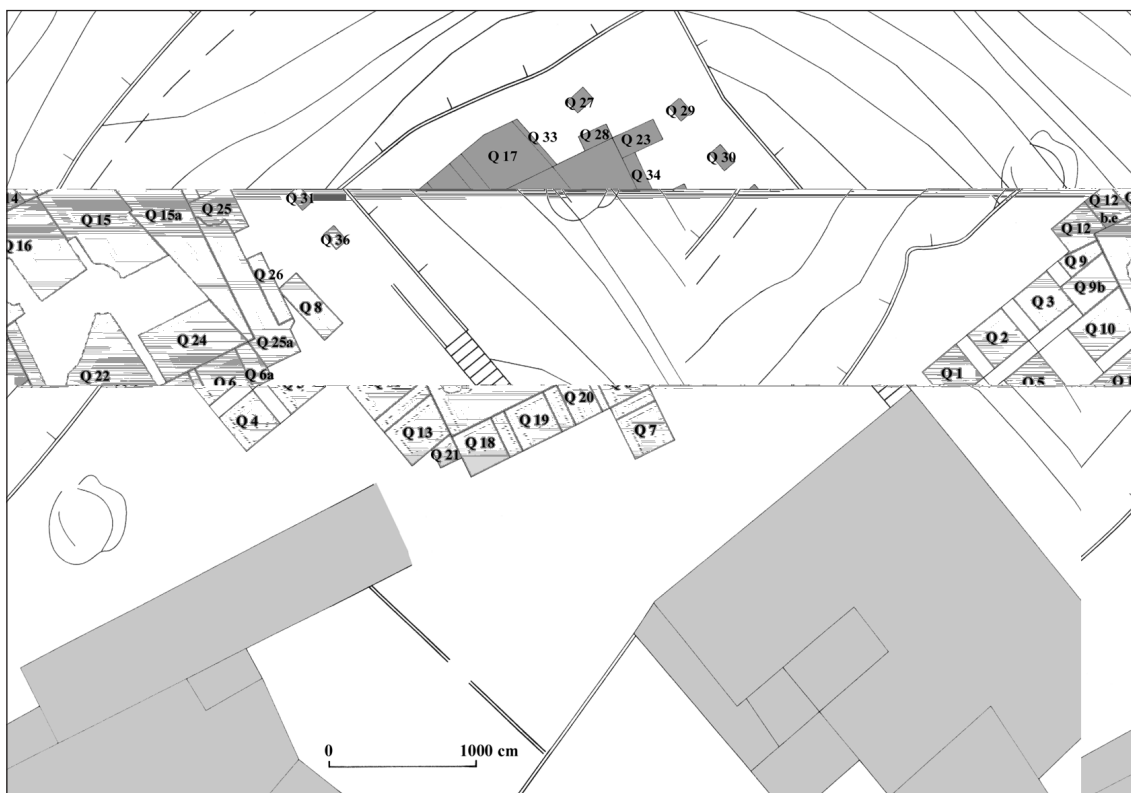 Q 27
Q 29
Q 33
Q 28
Q 23
Q 17
Q 30
Q 34
14
Q 31
Q 12
Q 15
Q 15a
Q 25
b.e
Q 12
Q 16
Q 36
Q 9
Q 26
Q 9b
Q 8
Q 3
Q 10
Q 24
Q 25a
Q 2
Q 22
Q 6a
Q 1
Q 6
Q 5
Q 20
Q 4
Q 19
Q 13
Q 18
Q 7
Q 21
0 1000 cm